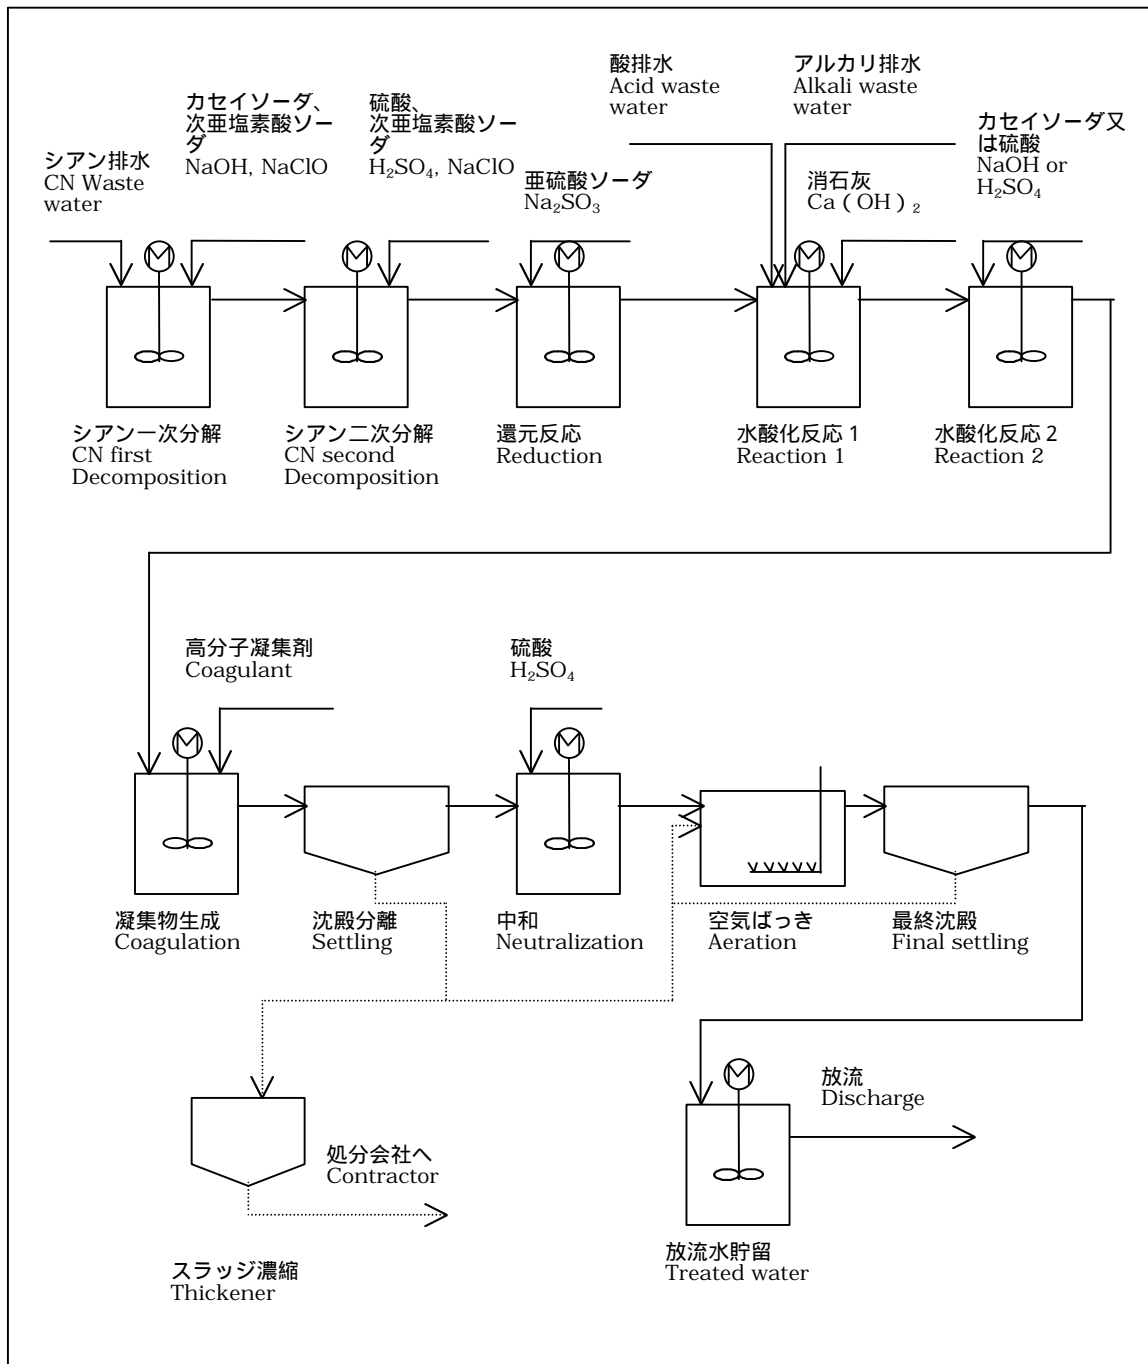 シアン排水
CN Waste
water
カセイソーダ、
次亜塩素酸ソー
ダ
NaOH, NaClO
硫酸、
次亜塩素酸ソー
ダ
H₂SO₄, NaClO
亜硫酸ソーダ
Na₂SO₃
酸排水
Acid waste
water
アルカリ排水
Alkali waste
water
消石灰
Ca ( OH ) ₂
カセイソーダ又
は硫酸
NaOH or
H₂SO₄
M
M
M
M
M
シアン一次分解
CN first
Decomposition
シアン二次分解
CN second
Decomposition
還元反応
Reduction
水酸化反応 1
Reaction 1
水酸化反応 2
Reaction 2
高分子凝集剤
Coagulant
硫酸
H₂SO₄
M
M
凝集物生成
Coagulation
沈殿分離
Settling
中和
Neutralization
空気ばっき
Aeration
最終沈殿
Final settling
M
放流
Discharge
処分会社へ
Contractor
スラッジ濃縮
Thickener
放流水貯留
Treated water